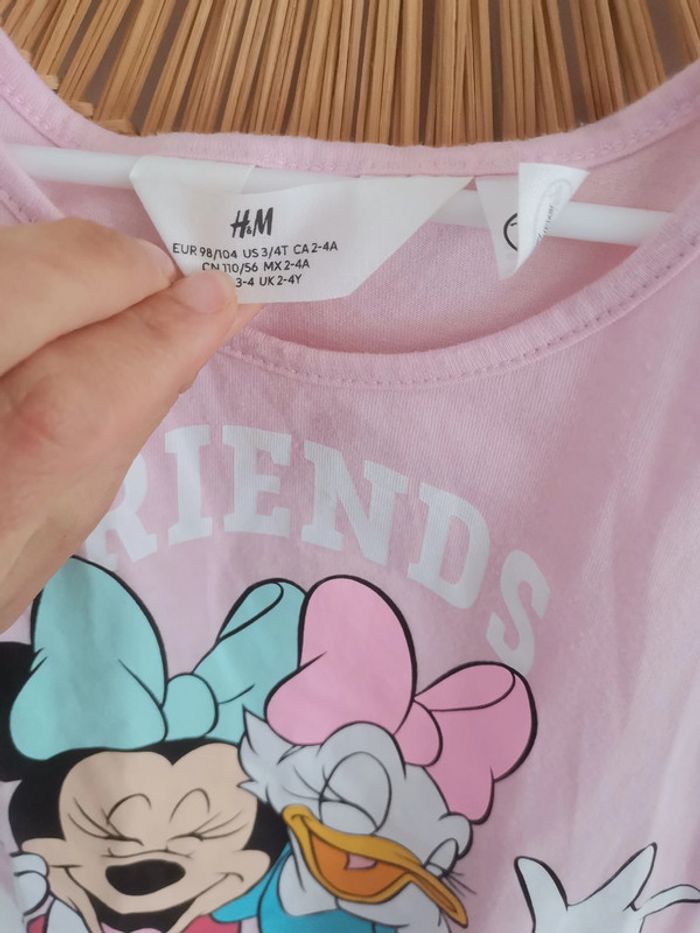 H&M
EUR 98/104 US 3/4T CA 2-4A
CN 110/56 MX 2-4A
3-4 UK 2-4Y
RIENDS